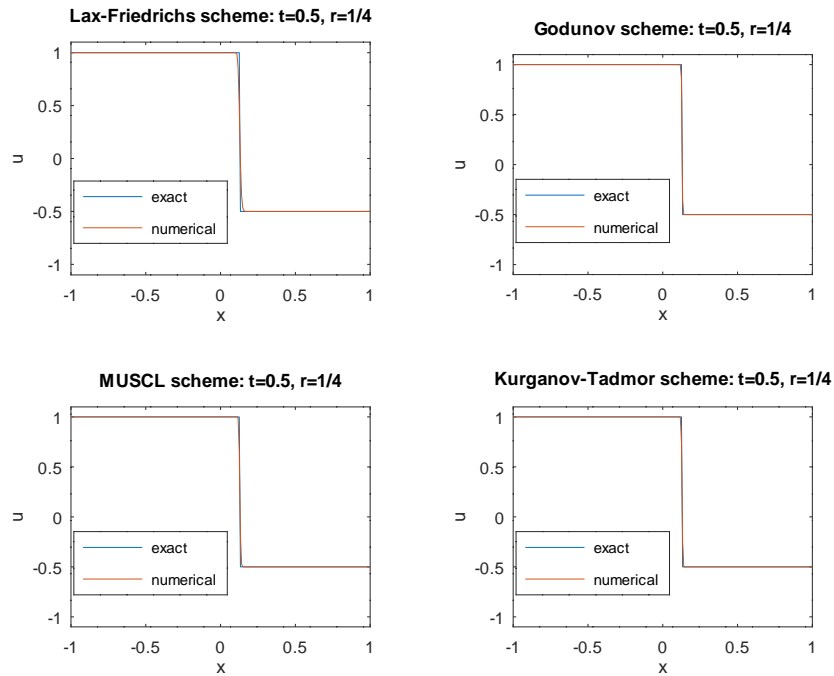 Lax-Friedrichs scheme: t=0.5, r=1/4
1
0.5
0
-0.5
-1
u
exact
numerical
-1
-0.5
0
0.5
1
x
Godunov scheme: t=0.5, r=1/4
1
0.5
0
-0.5
-1
u
exact
numerical
-1
-0.5
0
0.5
1
x
MUSCL scheme: t=0.5, r=1/4
1
0.5
0
-0.5
-1
u
exact
numerical
-1
-0.5
0
0.5
1
x
Kurganov-Tadmor scheme: t=0.5, r=1/4
1
0.5
0
-0.5
-1
u
exact
numerical
-1
-0.5
0
0.5
1
x